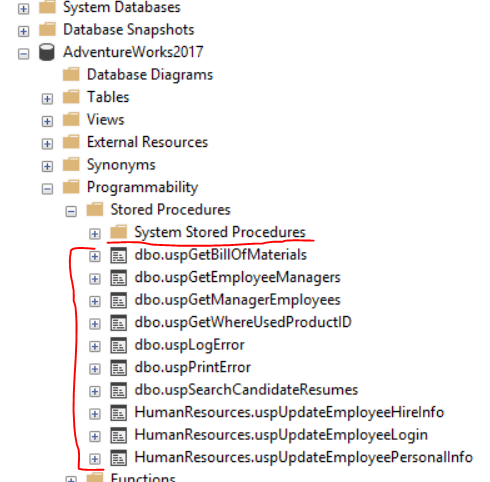 System Databases
Database Snapshots
AdventureWorks2017
Database Diagrams
Tables
Views
External Resources
Synonyms
Programmability
Stored Procedures
System Stored Procedures
dbo.uspGetBillOfMaterials
dbo.uspGetEmployeeManagers
dbo.uspGetManagerEmployees
dbo.uspGetWhereUsedProductID
dbo.uspLogError
dbo.uspPrintError
dbo.uspSearchCandidateResumes
HumanResources.uspUpdateEmployeeHireInfo
HumanResources.uspUpdateEmployeeLogin
HumanResources.uspUpdateEmployeePersonalInfo
Functions